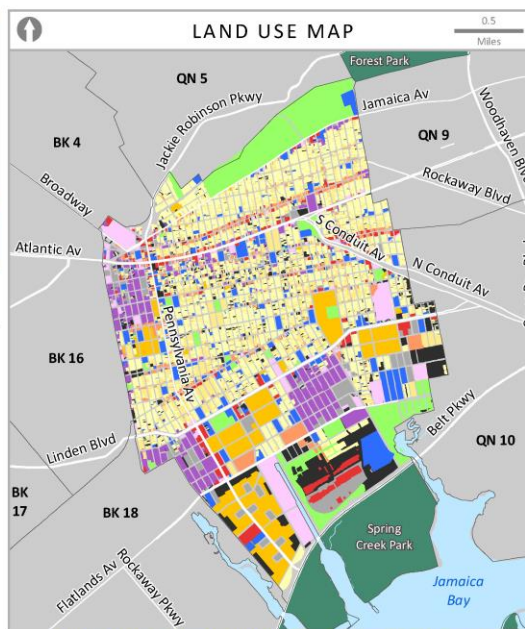 LAND USE MAP
0.5
Miles
Forest Park
QN 5
Jackie Robinson Pkwy
Jamaica Av
BK 4
QN 9
Woodhaven Blvd
Broadway
Rockaway Blvd
Atlantic Av
S Conduit Av
N Conduit Av
Pennsylvania Av
BK 16
Linden Blvd
Belt Pkwy
QN 10
BK
17
BK 18
Spring
Creek Park
Flatlands Av
Rockaway Pkwy
Jamaica
Bay